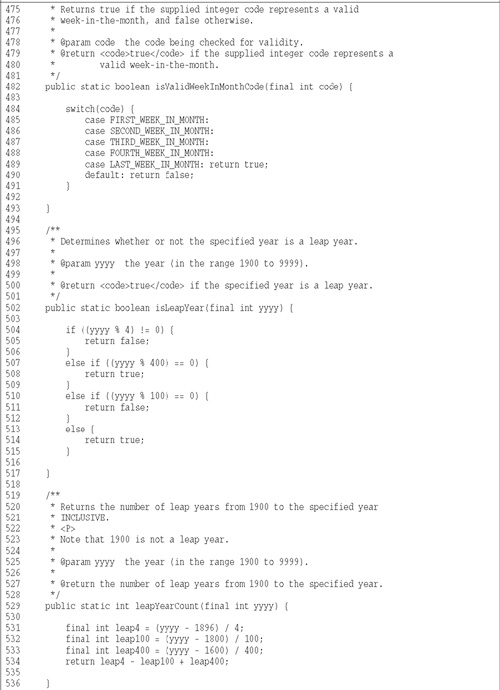 475 * Returns true if the supplied integer code represents a valid
476 * week-in-the-month, and false otherwise.
477 *
478 * @param code  the code being checked for validity.
479 * @return <code>true</code> if the supplied integer code represents a
480 *         valid week-in-the-month.
481 */
482 public static boolean isValidWeekInMonthCode(final int code) {
483
484     switch(code) {
485         case FIRST_WEEK_IN_MONTH:
486         case SECOND_WEEK_IN_MONTH:
487         case THIRD_WEEK_IN_MONTH:
488         case FOURTH_WEEK_IN_MONTH:
489         case LAST_WEEK_IN_MONTH: return true;
490         default: return false;
491     }
492
493 }
494
495 /**
496 * Determines whether or not the specified year is a leap year.
497 *
498 * @param yyyy  the year (in the range 1900 to 9999).
499 *
500 * @return <code>true</code> if the specified year is a leap year.
501 */
502 public static boolean isLeapYear(final int yyyy) {
503
504     if ((yyyy % 4) != 0) {
505         return false;
506     }
507     else if ((yyyy % 400) == 0) {
508         return true;
509     }
510     else if ((yyyy % 100) == 0) {
511         return false;
512     }
513     else {
514         return true;
515     }
516
517 }
518
519 /**
520 * Returns the number of leap years from 1900 to the specified year
521 * INCLUSIVE.
522 * <P>
523 * Note that 1900 is not a leap year.
524 *
525 * @param yyyy  the year (in the range 1900 to 9999).
526 *
527 * @return the number of leap years from 1900 to the specified year.
528 */
529 public static int leapYearCount(final int yyyy) {
530
531     final int leap4 = (yyyy - 1896) / 4;
532     final int leap100 = (yyyy - 1800) / 100;
533     final int leap400 = (yyyy - 1600) / 400;
534     return leap4 - leap100 + leap400;
535
536 }